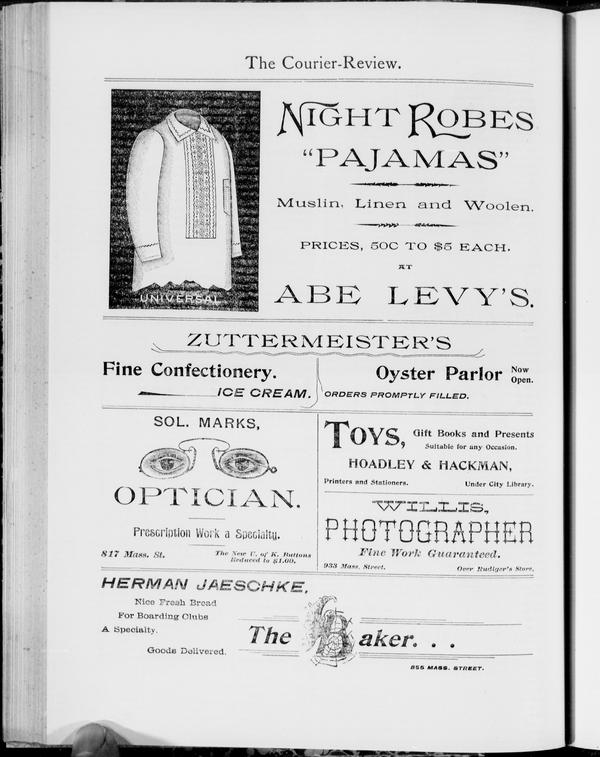 The Courier-Review.
UNIVERSAL
NIGHT ROBES
"PAJAMAS"
Muslin, Linen and Woolen.
PRICES, 50C TO $5 EACH.
AT
ABE LEVY'S.
ZUTTERMEISTER'S
Fine Confectionery.
ICE CREAM.
Oyster Parlor Now Open.
ORDERS PROMPTLY FILLED.
SOL. MARKS,
OPTICIAN.
Prescription Work a Specialty.
817 Mass. St.
The New U. of K. Buttons
Reduced to $1.00.
TOYS, Gift Books and Presents
Suitable for any Occasion.
HOADLEY & HACKMAN,
Printers and Stationers. Under City Library.
WILLIS,
PHOTOGRAPHER
Fine Work Guaranteed.
933 Mass. Street. Over Rudiger's Store.
HERMAN JAESCHKE,
Nice Fresh Bread
For Boarding Clubs
A Specialty.
Goods Delivered.
The Baker. . .
855 MASS. STREET.